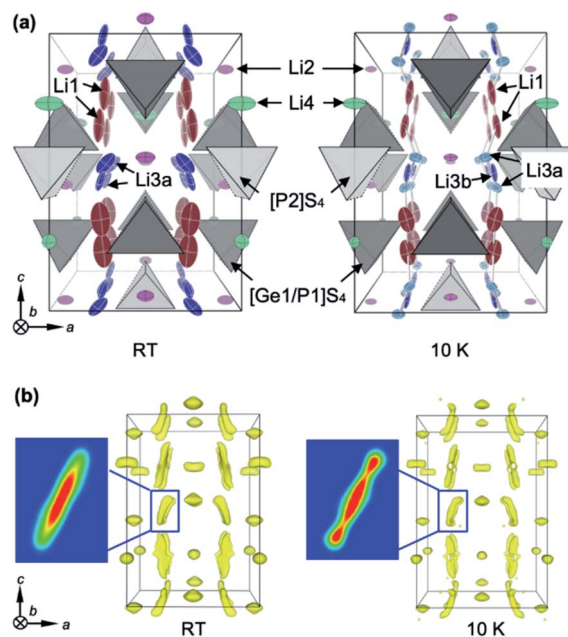 (a)
Li1
Li2
Li4
Li3a
[P2]S4
[Ge1/P1]S4
Li1
Li3a
Li3b
c
b
a
RT
10 K
(b)
c
b
a
RT
10 K